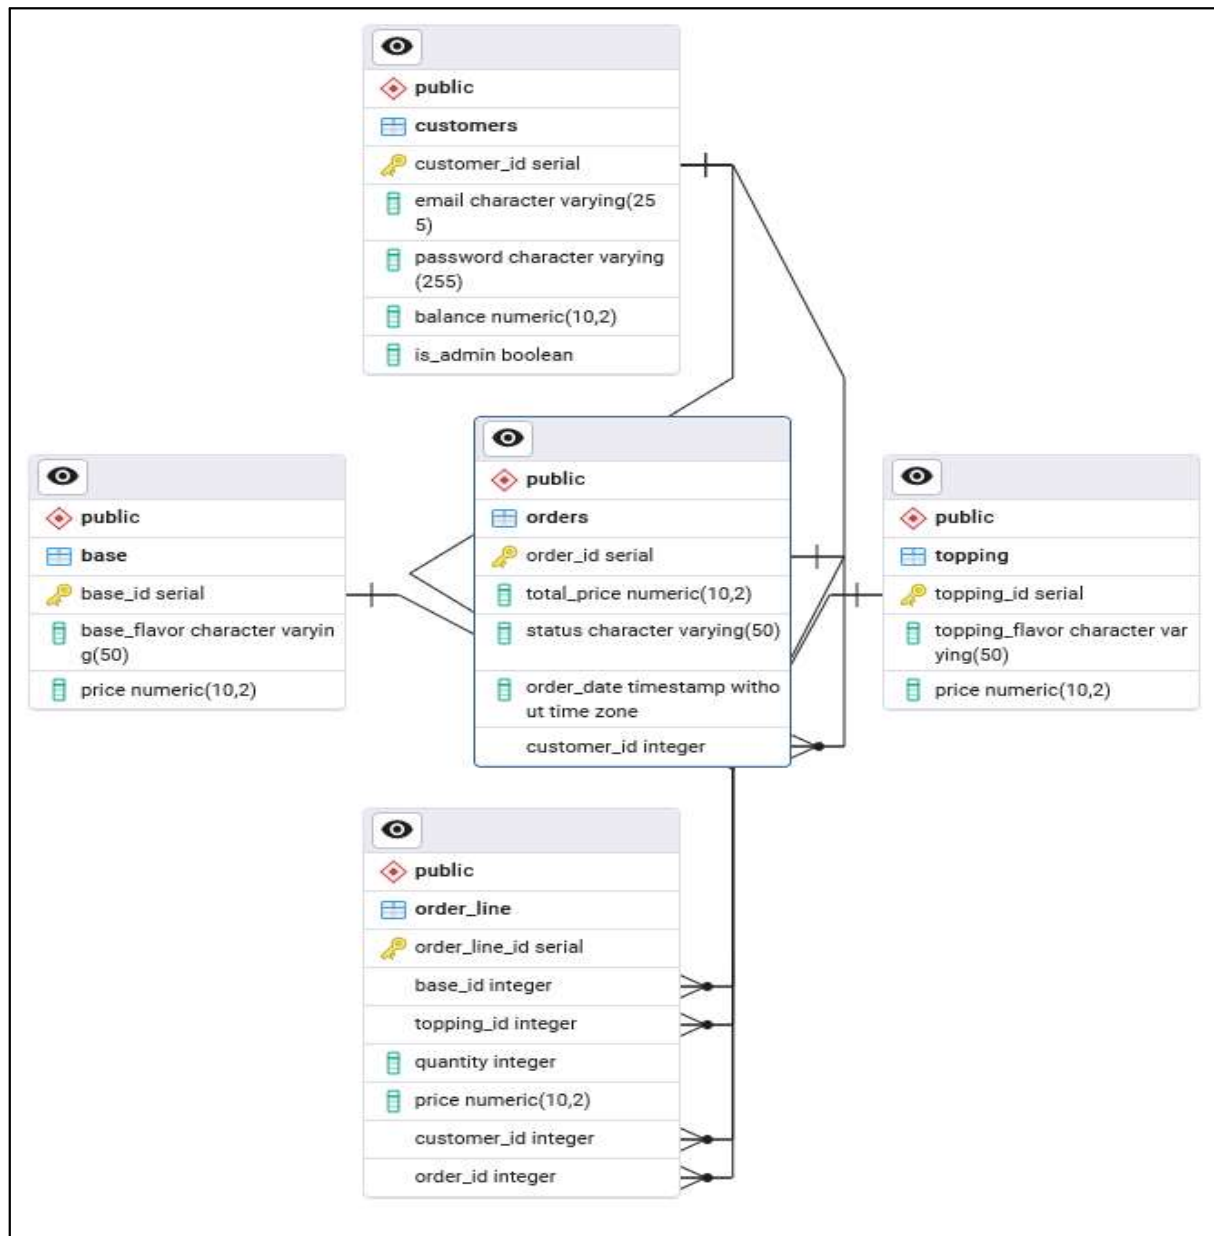 public
customers
customer_id serial
email character varying(25
5)
password character varying
(255)
balance numeric(10,2)
is_admin boolean
public
base
base_id serial
base_flavor character varyin
g(50)
price numeric(10,2)
public
orders
order_id serial
total_price numeric(10,2)
status character varying(50)
order_date timestamp witho
ut time zone
customer_id integer
public
topping
topping_id serial
topping_flavor character var
ying(50)
price numeric(10,2)
public
order_line
order_line_id serial
base_id integer
topping_id integer
quantity integer
price numeric(10,2)
customer_id integer
order_id integer